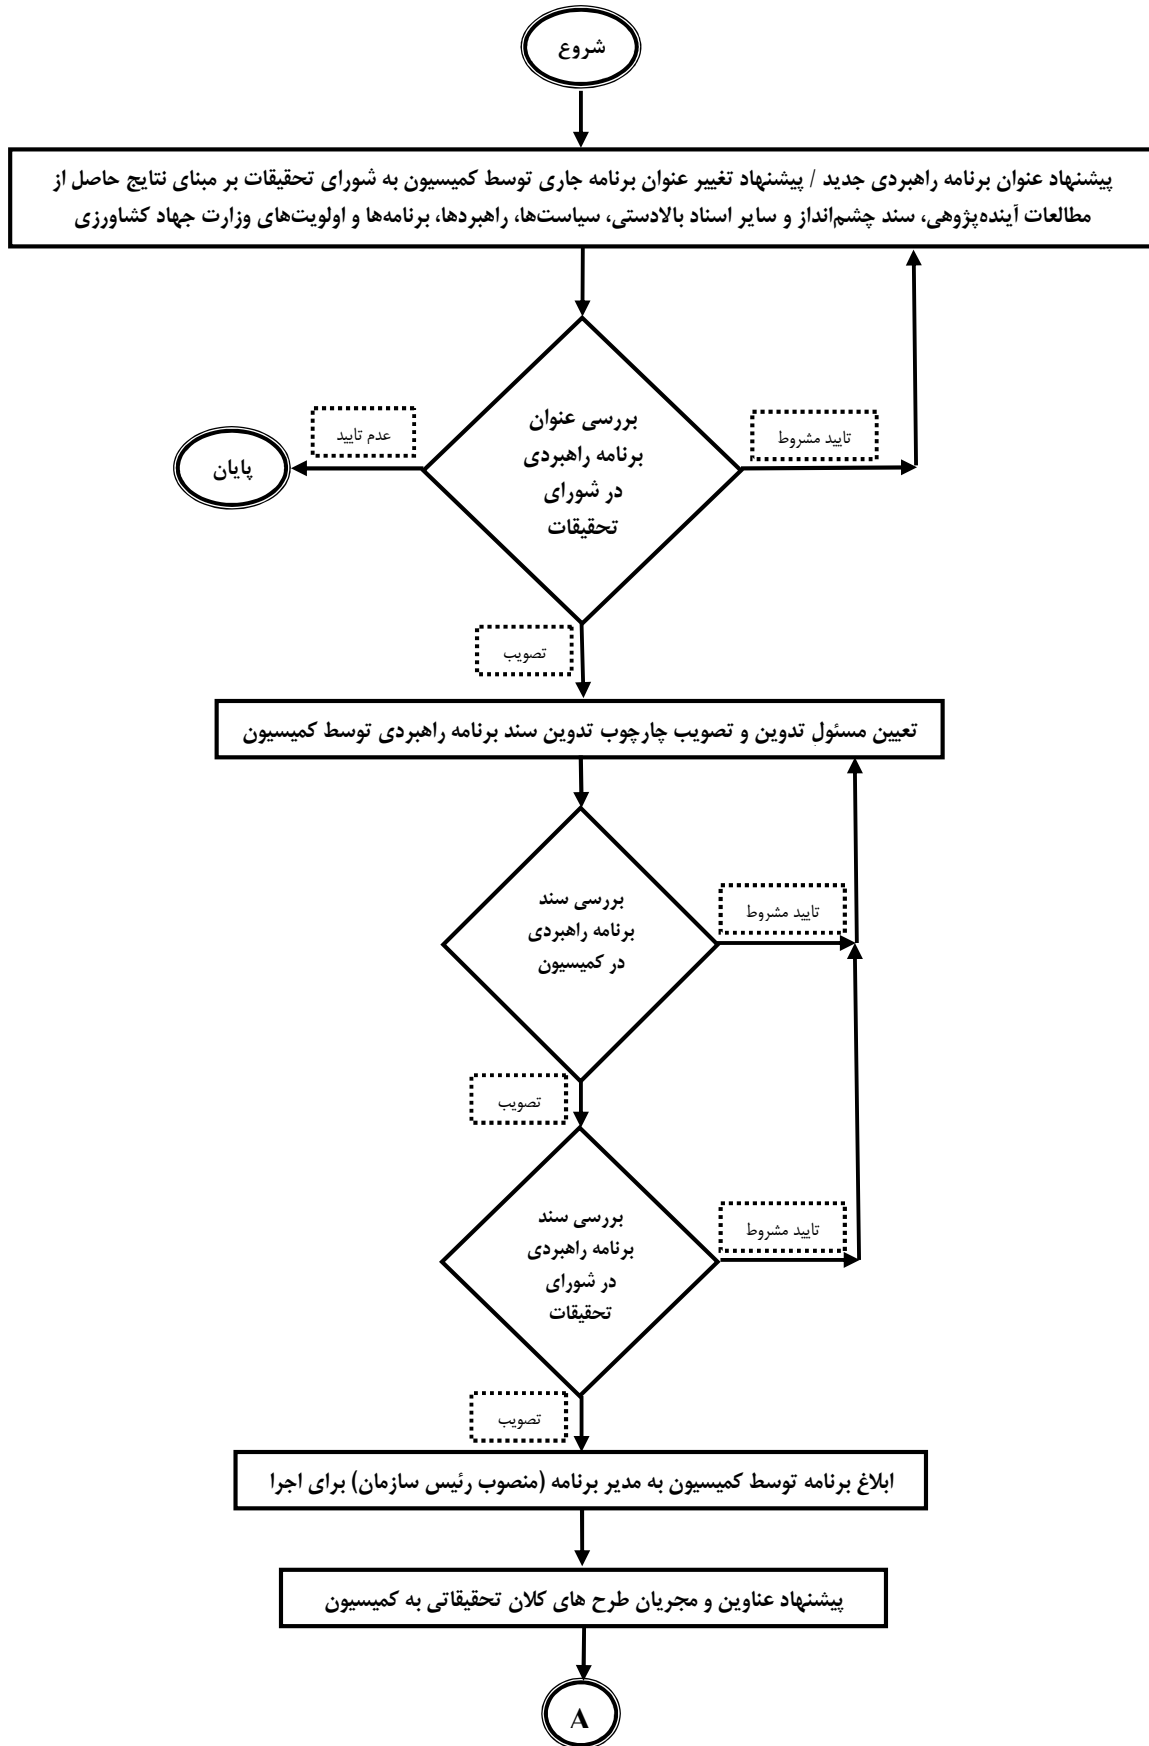 شروع
پیشنهاد عنوان برنامه راهبردی جدید / پیشنهاد تغییر عنوان برنامه جاری توسط کمیسیون به شورای تحقیقات بر مبنای نتایج حاصل از
مطالعات آینده‌پژوهی، سند چشم‌انداز و سایر اسناد بالادستی، سیاست‌ها، راهبردها، برنامه‌ها و اولویت‌های وزارت جهاد کشاورزی
بررسی عنوان
برنامه راهبردی
در شورای
تحقیقات
تایید مشروط
عدم تایید
پایان
تصویب
تعیین مسئول تدوین و تصویب چارچوب تدوین سند برنامه راهبردی توسط کمیسیون
بررسی سند
برنامه راهبردی
در کمیسیون
تایید مشروط
تصویب
بررسی سند
برنامه راهبردی
در شورای
تحقیقات
تایید مشروط
تصویب
ابلاغ برنامه توسط کمیسیون به مدیر برنامه (منصوب رئیس سازمان) برای اجرا
پیشنهاد عناوین و مجریان طرح های کلان تحقیقاتی به کمیسیون
A